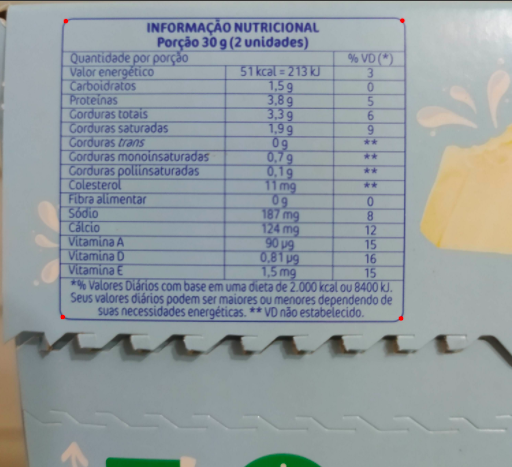 INFORMAÇÃO NUTRICIONAL
Porção 30 g (2 unidades)
Quantidade por porção % VD (*)
Valor energético 51 kcal = 213 kJ 3
Carboidratos 1,5 g 0
Proteínas 3,8 g 5
Gorduras totais 3,3 g 6
Gorduras saturadas 1,9 g 9
Gorduras trans 0 g **
Gorduras monoinsaturadas 0,7 g **
Gorduras poliinsaturadas 0,1 g **
Colesterol 11 mg **
Fibra alimentar 0 g 0
Sódio 187 mg 8
Cálcio 124 mg 12
Vitamina A 90 µg 15
Vitamina D 0,81 µg 16
Vitamina E 1,5 mg 15
*% Valores Diários com base em uma dieta de 2.000 kcal ou 8400 kJ.
Seus valores diários podem ser maiores ou menores dependendo de
suas necessidades energéticas. ** VD não estabelecido.